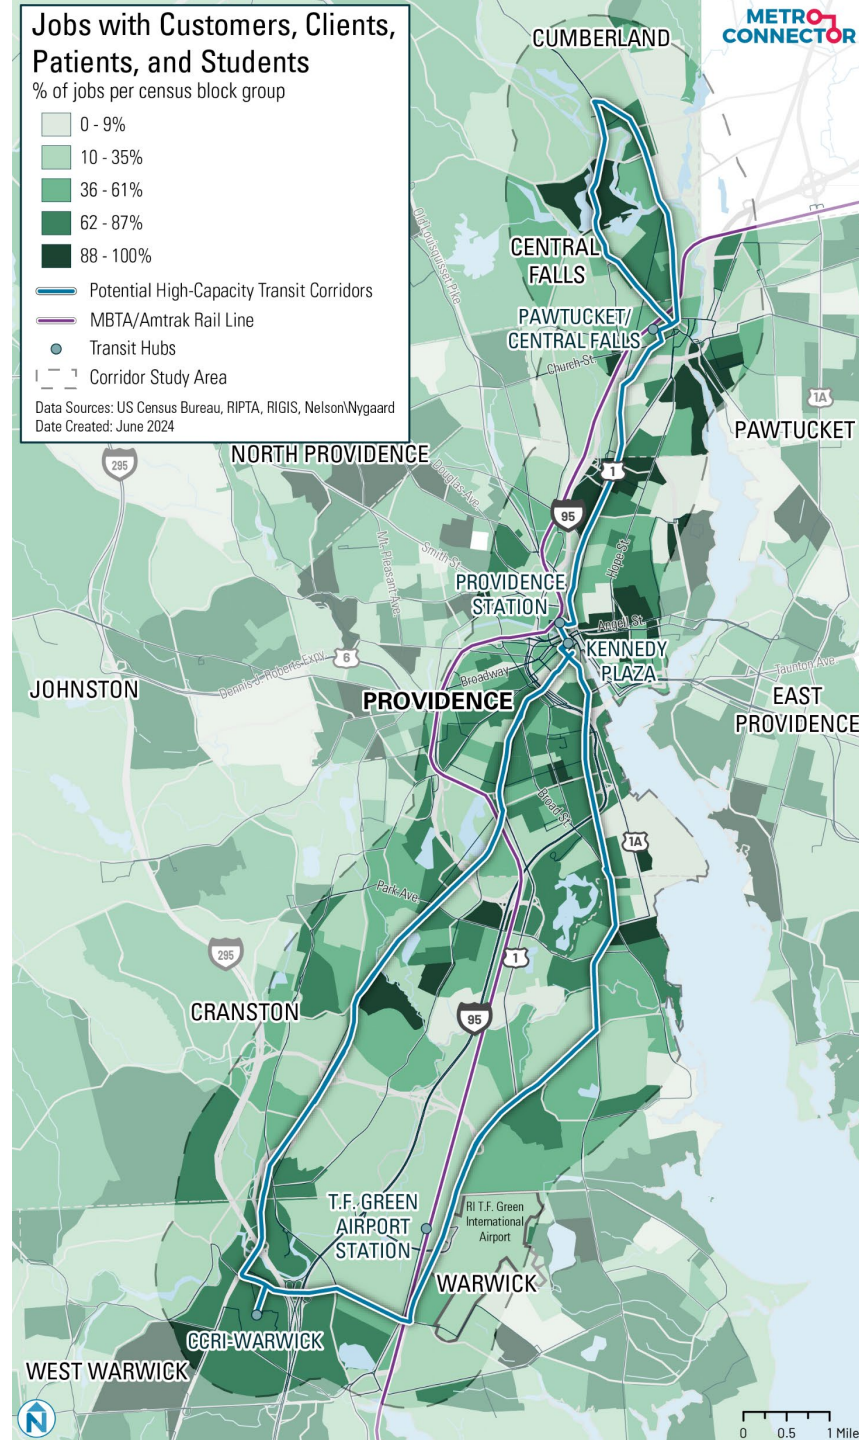 Jobs with Customers, Clients,
Patients, and Students
% of jobs per census block group
0 - 9%
10 - 35%
36 - 61%
62 - 87%
88 - 100%
Potential High-Capacity Transit Corridors
MBTA/Amtrak Rail Line
Transit Hubs
Corridor Study Area
Data Sources: US Census Bureau, RIPTA, RIGIS, Nelson\Nygaard
Date Created: June 2024
METRO
CONNECTOR
CUMBERLAND
Old Louisquisset Pike
CENTRAL
FALLS
PAWTUCKET/
CENTRAL FALLS
Church St.
1A
PAWTUCKET
NORTH PROVIDENCE
295
1
Douglas Ave.
95
Smith St.
Mt. Pleasant Ave.
Hope St.
PROVIDENCE
STATION
Angell St.
6
KENNEDY
PLAZA
Dennis J. Roberts Expy
Broadway
Taunton Ave.
JOHNSTON
PROVIDENCE
EAST
PROVIDENCE
Broad St.
1A
Park Ave.
295
1
CRANSTON
95
T.F. GREEN
AIRPORT
STATION
RI T.F. Green
International
Airport
WARWICK
CCRI-WARWICK
WEST WARWICK
N
0 0.5 1 Mile